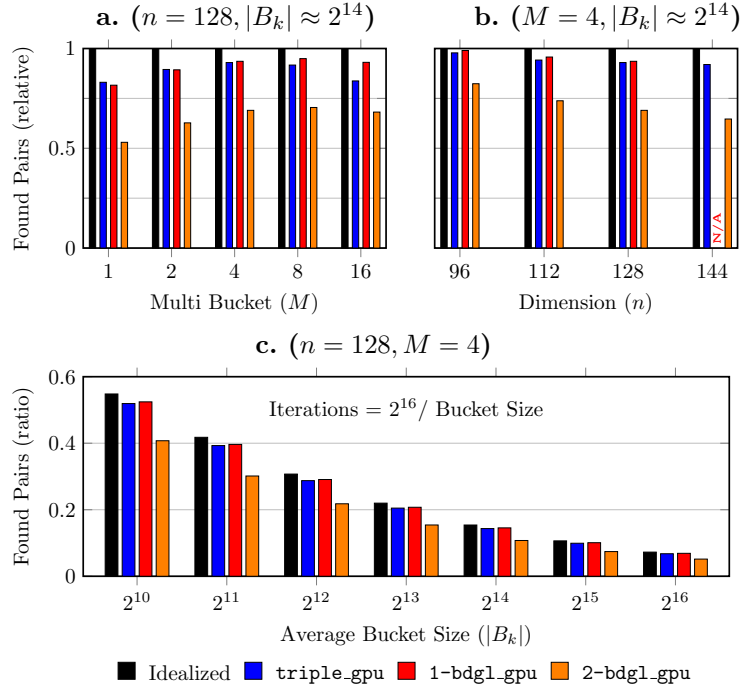 a. (n = 128, |B_k| ≈ 2^14)
Found Pairs (relative)
1
0.5
0
1 2 4 8 16
Multi Bucket (M)
b. (M = 4, |B_k| ≈ 2^14)
N/A
96 112 128 144
Dimension (n)
c. (n = 128, M = 4)
Found Pairs (ratio)
0.6
0.4
0.2
0
Iterations = 2^16/ Bucket Size
2^10 2^11 2^12 2^13 2^14 2^15 2^16
Average Bucket Size (|B_k|)
Idealized triple_gpu 1-bdgl_gpu 2-bdgl_gpu